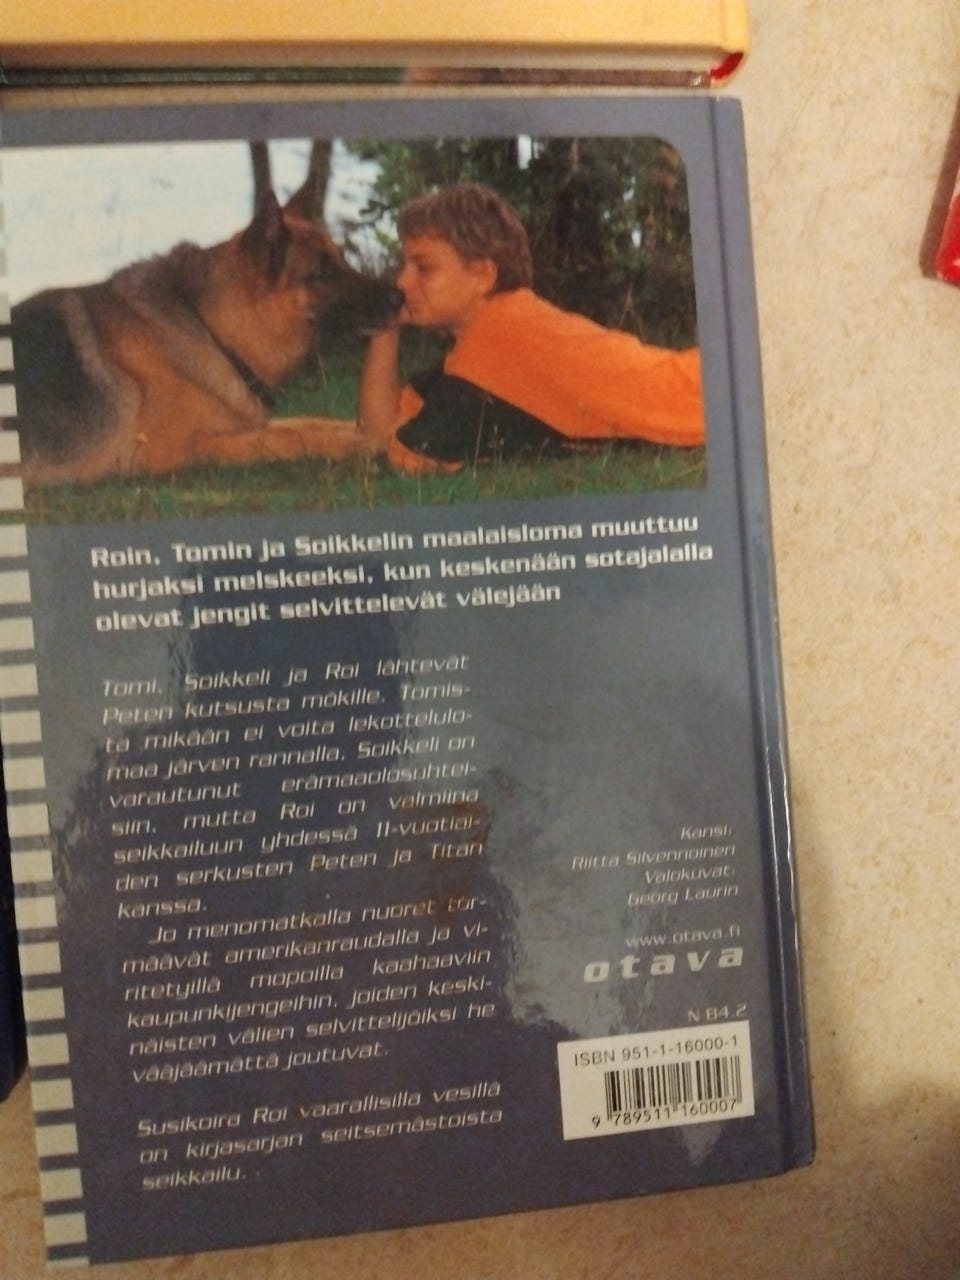 Roin, Tomin ja Soikkelin maalaisloma muuttuu
hurjaksi melskeeksi, kun keskenään sotajalalla
olevat jengit selvittelevät välejään
Tomi, Soikkeli ja Roi lähtevät
Peten kutsusta mökille. Tomis-
ta mikään ei voita lekottelulo-
maa järven rannalla. Soikkeli on
varautunut erämaaolosuhtei-
siin, mutta Roi on valmiina
seikkailuun yhdessä 11-vuotiai-
den serkusten Peten ja Titan
kanssa.
Jo menomatkalla nuoret tör-
määvät amerikanraudalla ja vi-
ritetyillä mopoilla kaahaaviin
kaupunkijengeihin, joiden keski-
näisten välien selvittelijöiksi he
vääjäämättä joutuvat.
Susikoira Roi vaarallisilla vesillä
on kirjasarjan seitsemästoista
seikkailu.
Kansi:
Riitta Silvennoinen
Valokuvat:
Georg Laurin
www.otava.fi
otava
N 84.2
ISBN 951-1-16000-1
9 789511 160007